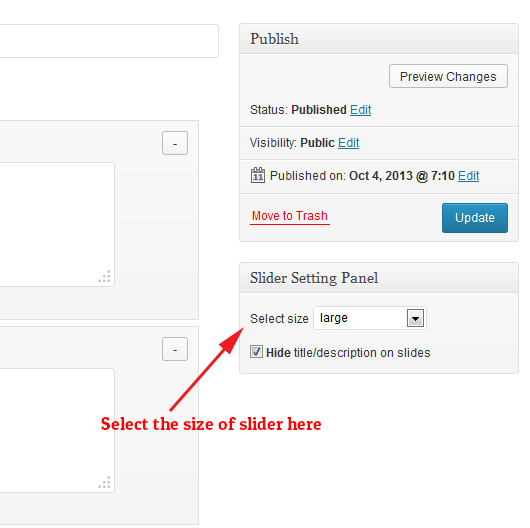 Publish
Preview Changes
Status: Published Edit
Visibility: Public Edit
11 Published on: Oct 4, 2013 @ 7:10 Edit
Move to Trash
Update
-
Slider Setting Panel
Select size large
Hide title/description on slides
-
Select the size of slider here